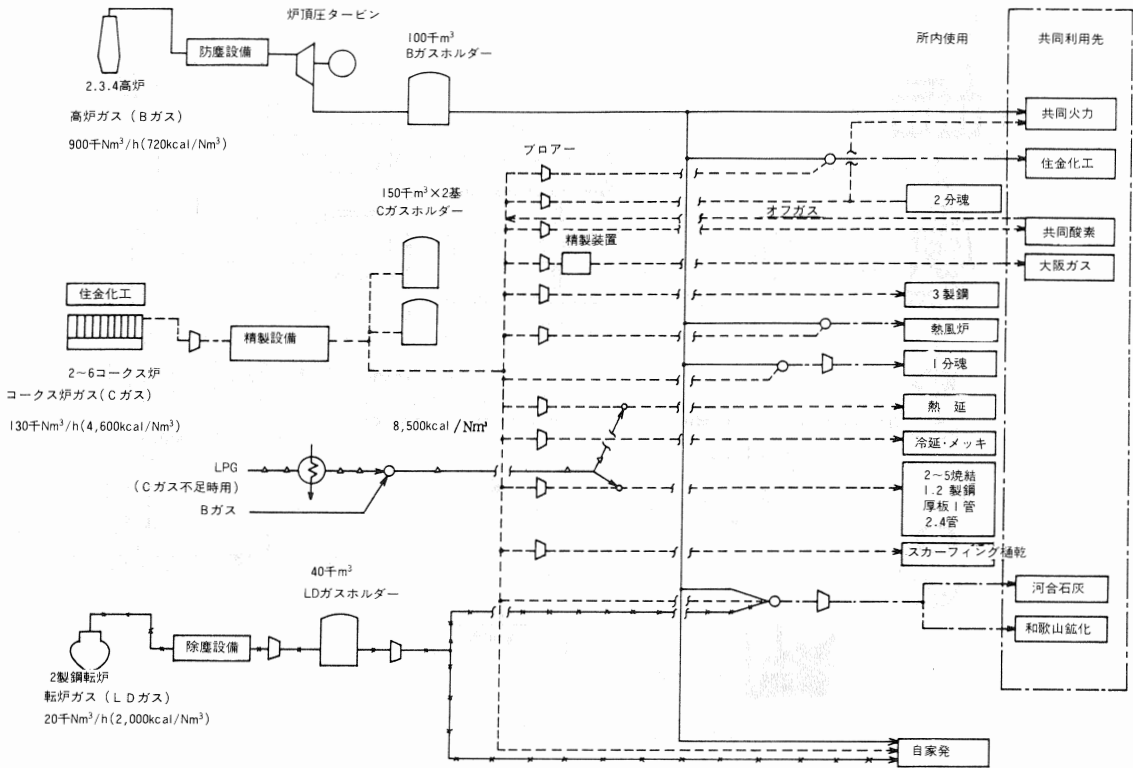 炉頂圧タービン
100千m³
Bガスホルダー
防塵設備
2.3.4高炉
高炉ガス(Bガス)
900千Nm³/h(720kcal/Nm³)
所内使用
共同利用先
共同火力
住金化工
ブロアー
150千m³×2基
Cガスホルダー
2分魂
オフガス
共同酸素
精製装置
大阪ガス
住金化工
3製鋼
精製設備
熱風炉
2~6コークス炉
コークス炉ガス(Cガス)
130千Nm³/h(4,600kcal/Nm³)
1分魂
熱 延
8,500kcal/Nm³
冷延・メッキ
LPG
(Cガス不足時用)
Bガス
2~5焼結
1.2 製鋼
厚板1管
2.4管
スカーフィング樋乾
40千m³
LDガスホルダー
河合石灰
和歌山鉱化
除塵設備
2製鋼転炉
転炉ガス(LDガス)
20千Nm³/h(2,000kcal/Nm³)
自家発